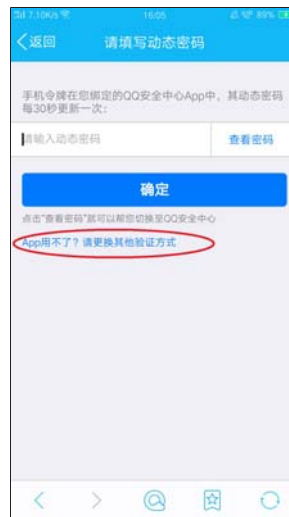 7.10K/s 16:05 89%
返回 请填写动态密码
手机令牌在您绑定的QQ安全中心App中，其动态密码
每30秒更新一次：
请输入动态密码 查看密码
确定
点击"查看密码"就可以帮您切换至QQ安全中心
App用不了？请更换其他验证方式